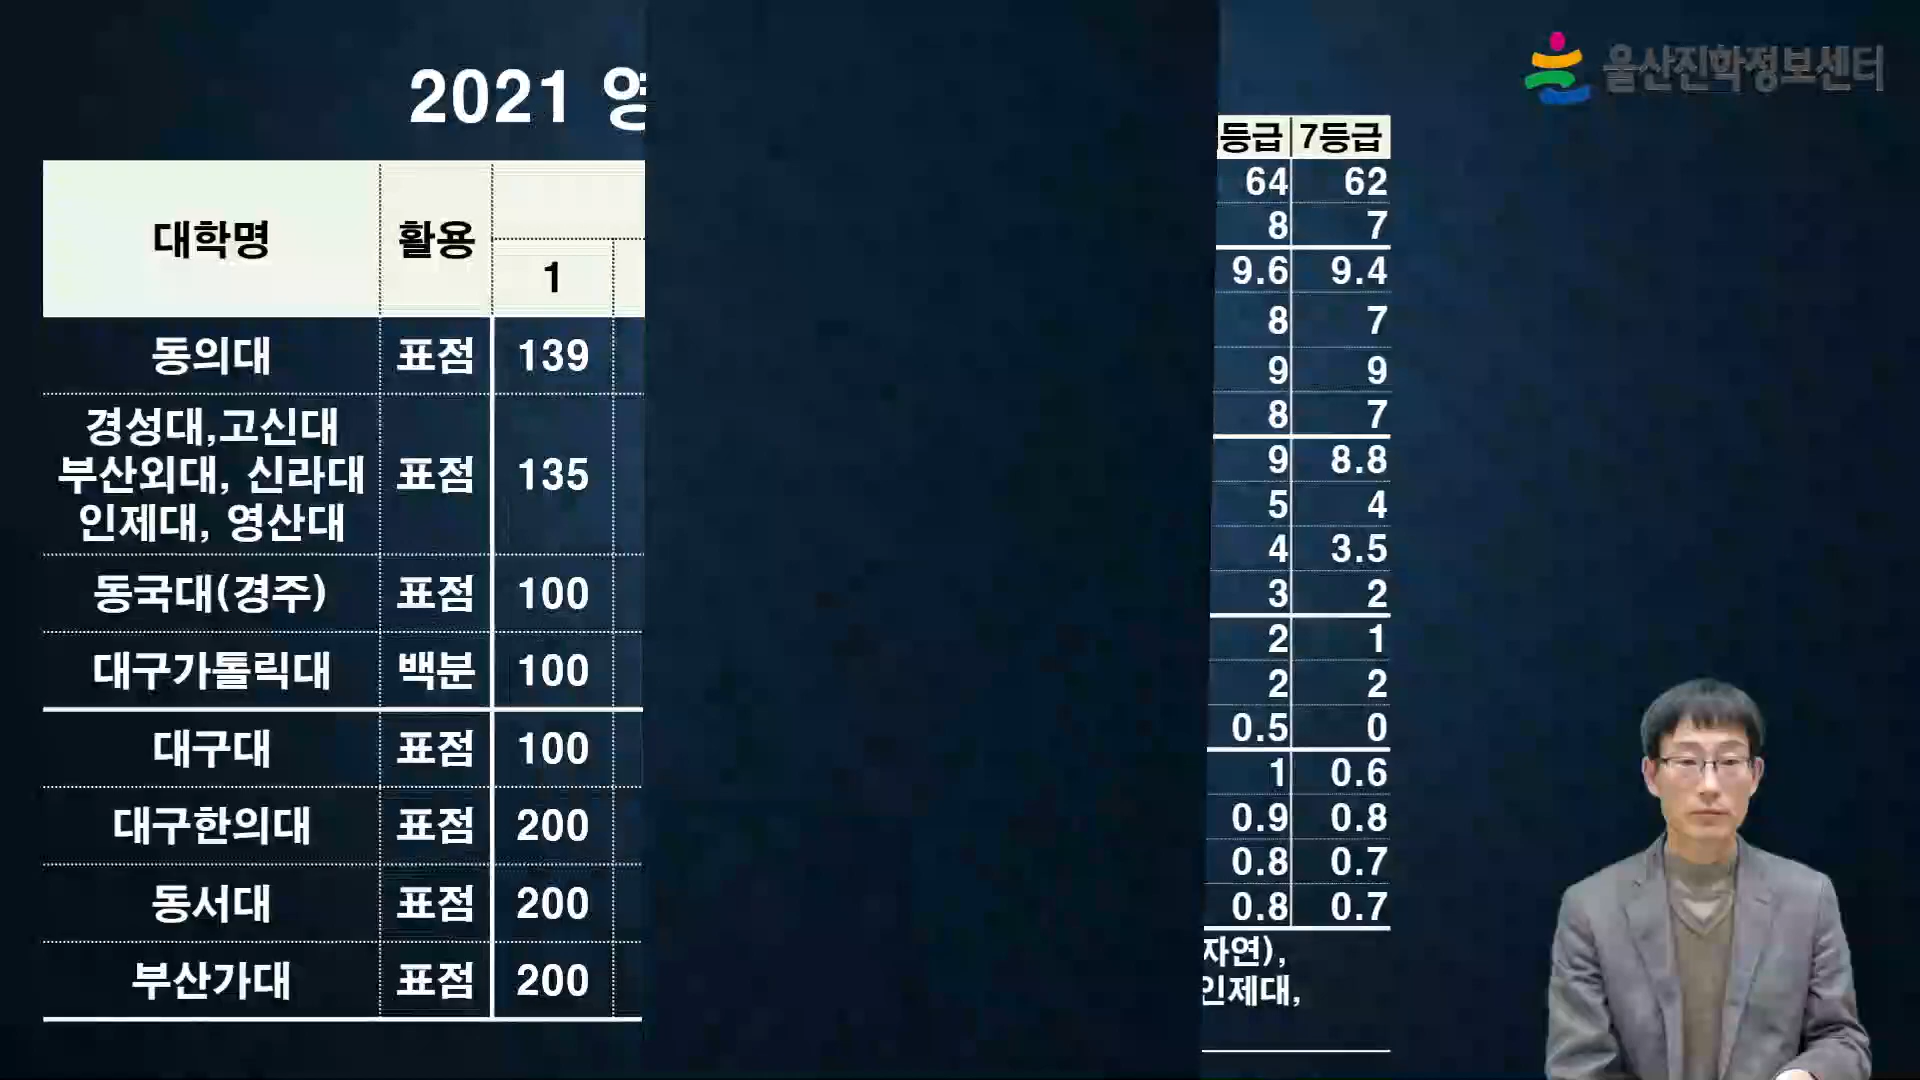 울산진학정보센터
2021 영
대학명 활용
1
동의대 표점 139
경성대,고신대
부산외대, 신라대 표점 135
인제대, 영산대
동국대(경주) 표점 100
대구가톨릭대 백분 100
대구대 표점 100
대구한의대 표점 200
동서대 표점 200
부산가대 표점 200
등급 7등급
64 62
8 7
9.6 9.4
8 7
9 9
8 7
9 8.8
5 4
4 3.5
3 2
2 1
2 2
0.5 0
1 0.6
0.9 0.8
0.8 0.7
0.8 0.7
자연),
인제대,